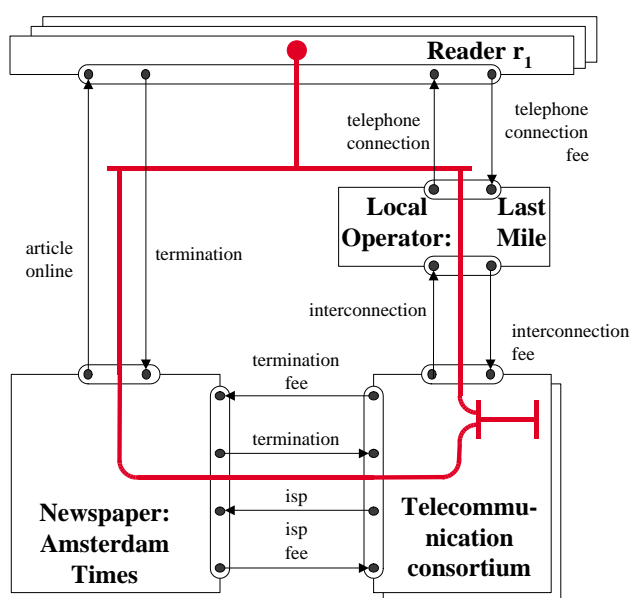 Reader r1
telephone
connection
telephone
connection
fee
Local
Operator:
Last
Mile
article
online
termination
interconnection
interconnection
fee
termination
fee
termination
isp
isp
fee
Newspaper:
Amsterdam
Times
Telecommu-
nication
consortium